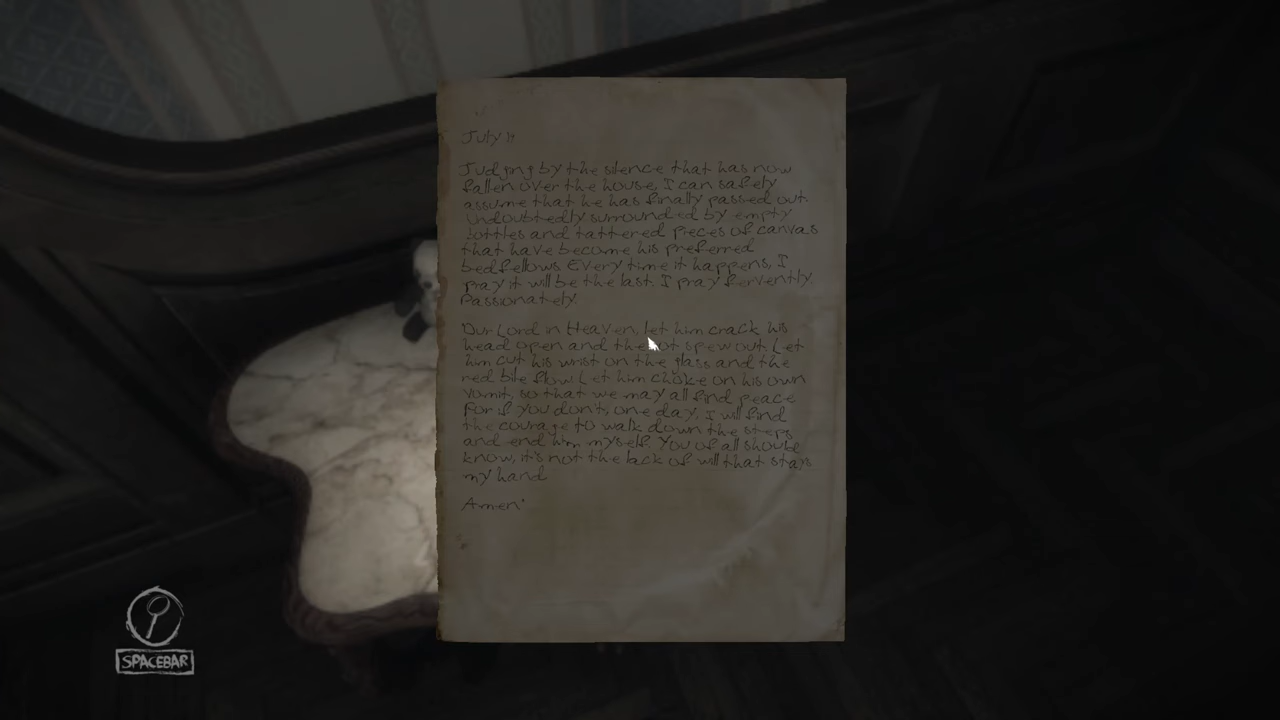 July
Judging by the silence that has now
fallen over the house, I can safely
assume that he has finally passed out.
Undoubtedly surrounded by empty
bottles and tattered pieces of canvas
that have become his preferred
bedfellows. Every time it happens, I
pray it will be the last. I pray fervently.
Passionately.
Our Lord in Heaven, let him crack his
head open and the rot spew out. Let
him cut his wrist on the glass and the
red bile flow. Let him choke on his own
vomit, so that we may all find peace
For if you don't, one day, I will find
the courage to walk down the steps
and end him myself. You of all should
know, it's not the lack of will that stays
my hand
Amen
SPACEBAR